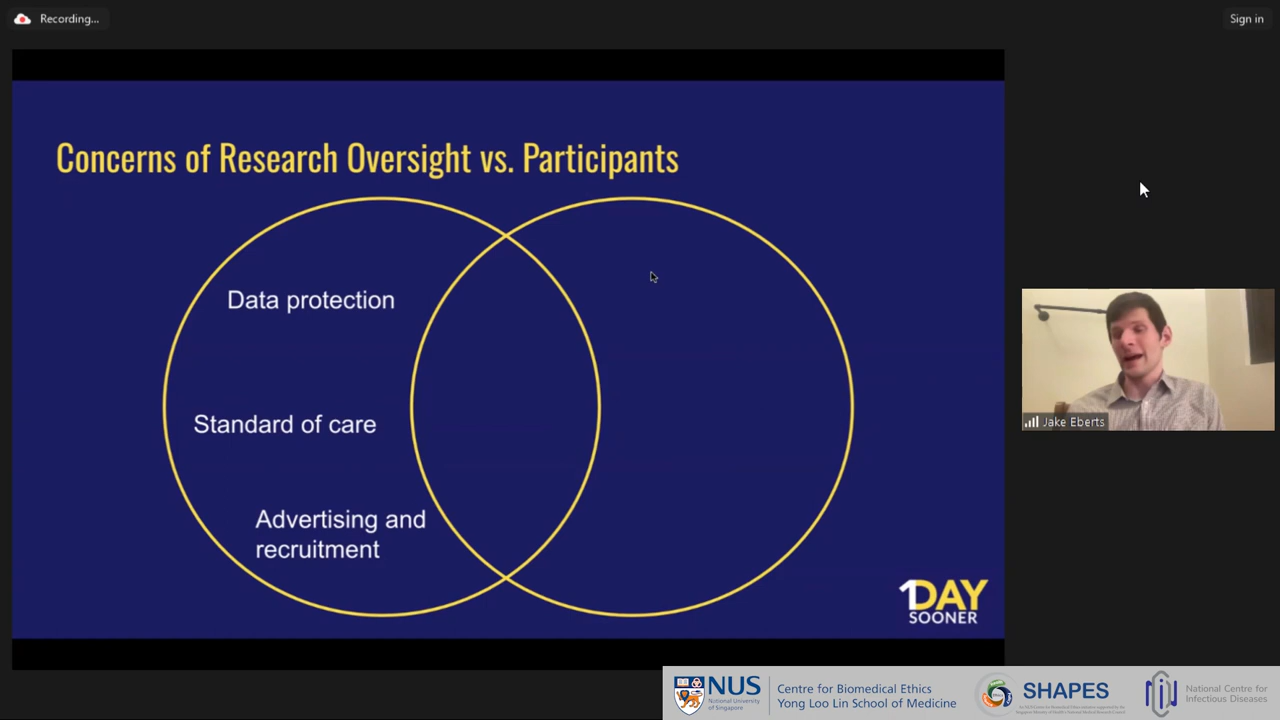 Recording...
Sign in
Concerns of Research Oversight vs. Participants
Data protection
Standard of care
Advertising and
recruitment
1DAY
SOONER
Jake Eberts
NUS
National University
of Singapore
Centre for Biomedical Ethics
Yong Loo Lin School of Medicine
SHAPES
National Centre for
Infectious Diseases